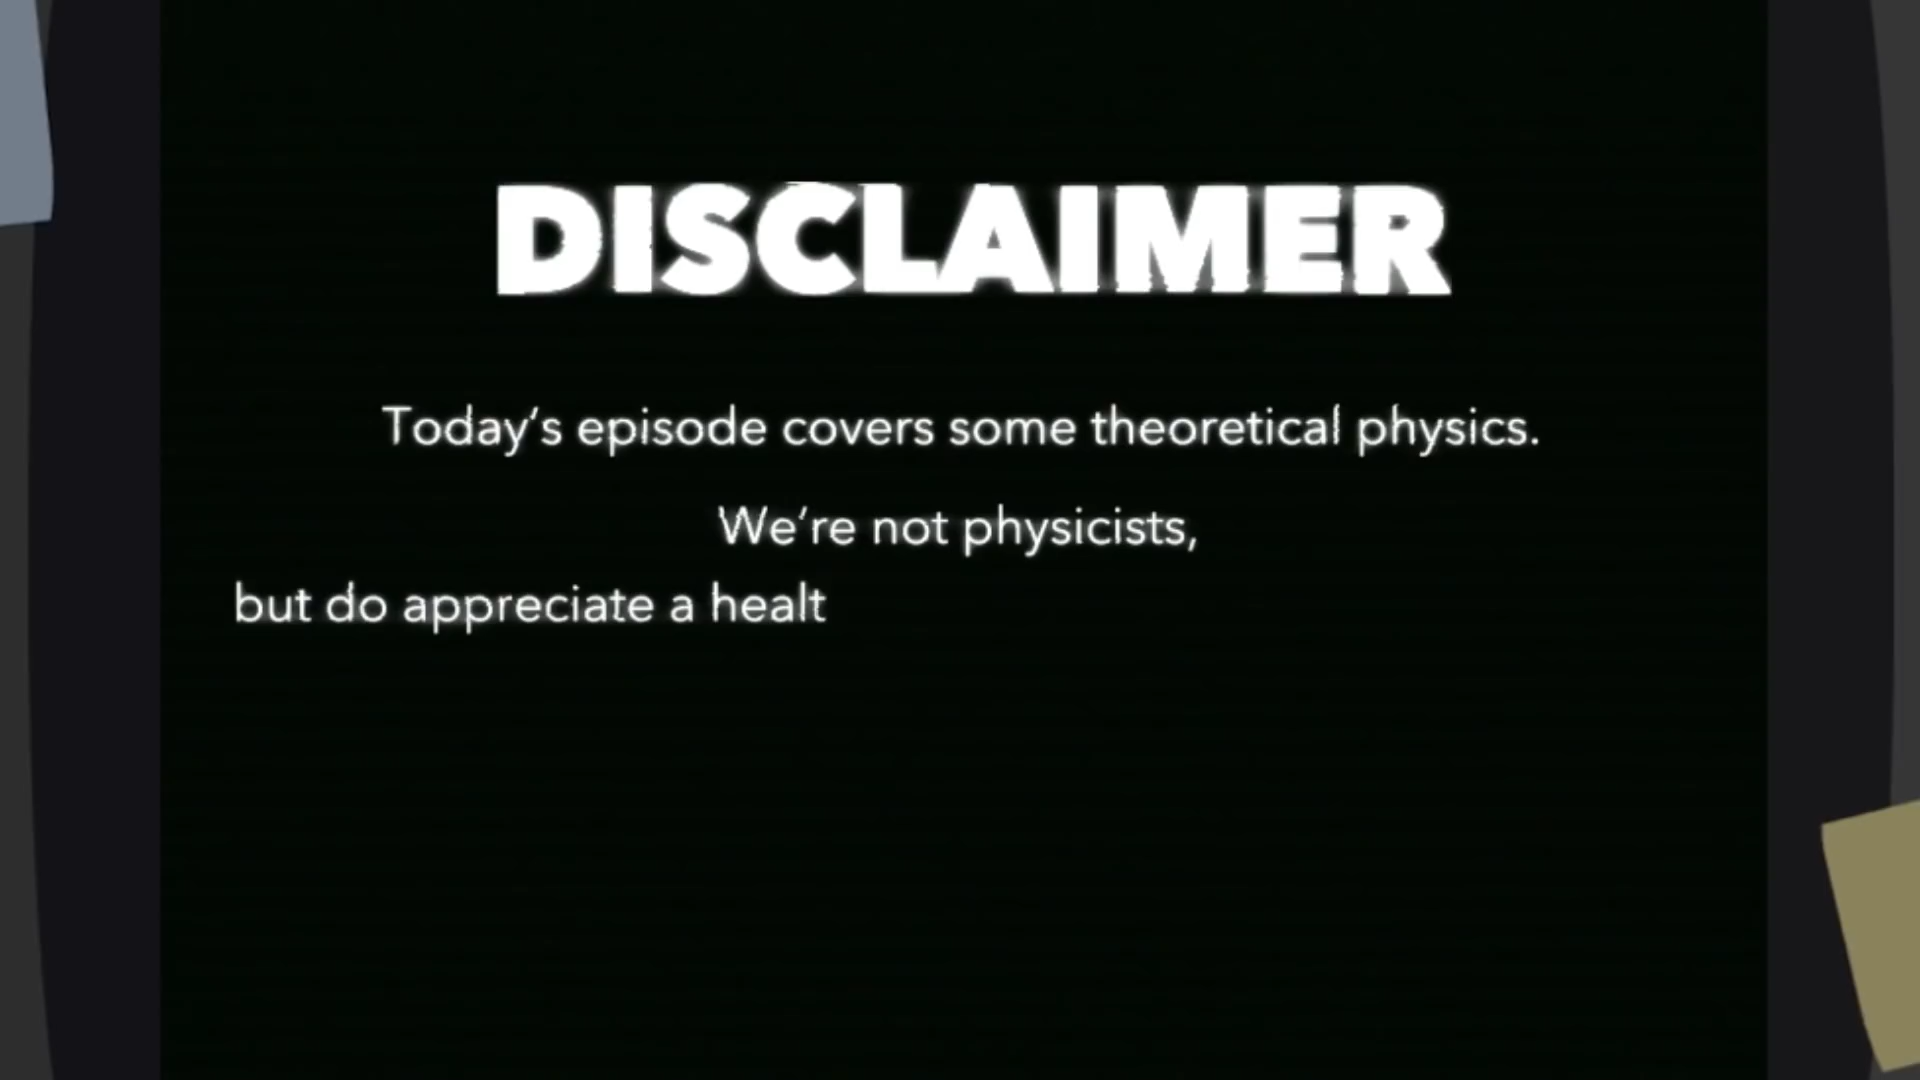 DISCLAIMER
Today's episode covers some theoretical physics.
We're not physicists,
but do appreciate a healt